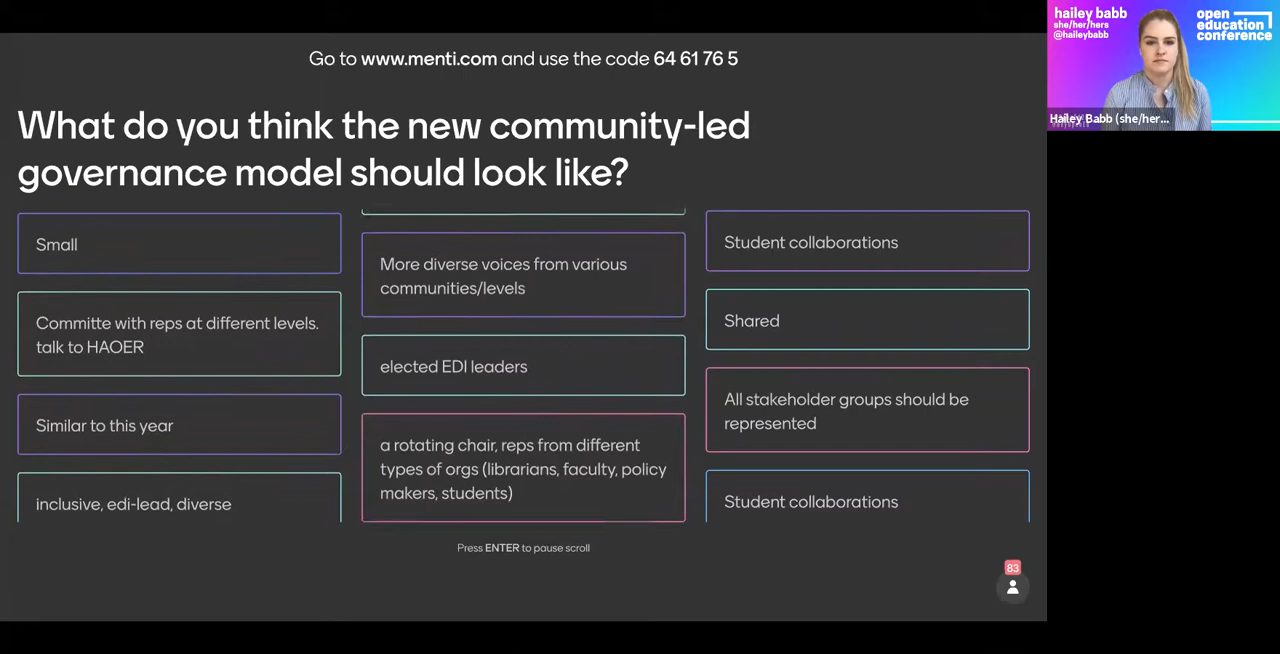 Go to www.menti.com and use the code 64 61 76 5
What do you think the new community-led
governance model should look like?
Small
Committe with reps at different levels.
talk to HAOER
Similar to this year
inclusive, edi-lead, diverse
More diverse voices from various
communities/levels
elected EDI leaders
a rotating chair, reps from different
types of orgs (librarians, faculty, policy
makers, students)
Student collaborations
Shared
All stakeholder groups should be
represented
Student collaborations
Press ENTER to pause scroll
83
hailey babb
she/her/hers
@haileybabb
open
education
conference
Hailey Babb (she/her...